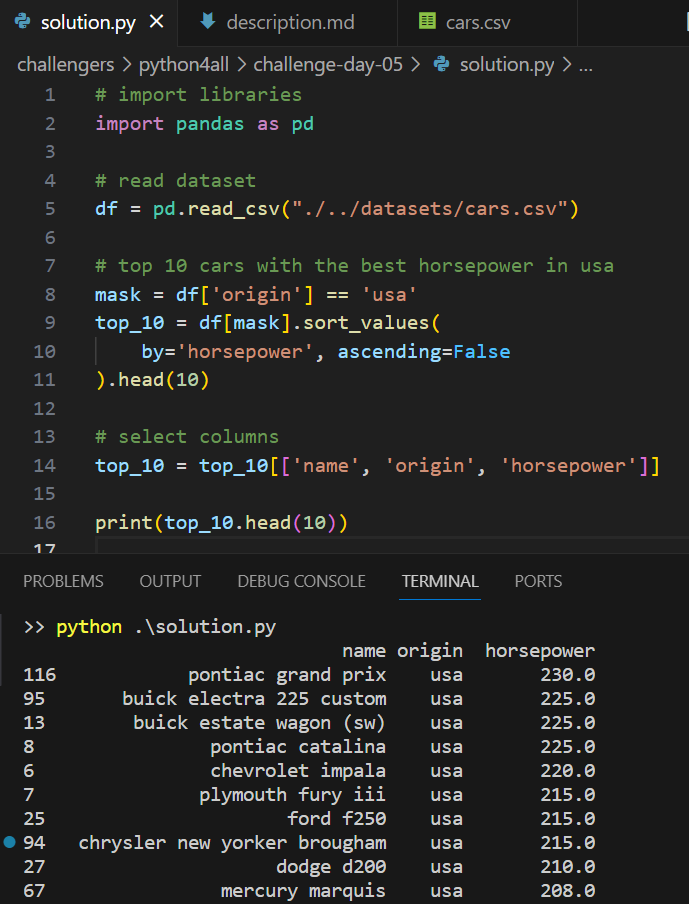 solution.py × description.md cars.csv
challengers > python4all > challenge-day-05 > solution.py > ...
1 # import libraries
2 import pandas as pd
3
4 # read dataset
5 df = pd.read_csv("./../datasets/cars.csv")
6
7 # top 10 cars with the best horsepower in usa
8 mask = df['origin'] == 'usa'
9 top_10 = df[mask].sort_values(
10     by='horsepower', ascending=False
11 ).head(10)
12
13 # select columns
14 top_10 = top_10[['name', 'origin', 'horsepower']]
15
16 print(top_10.head(10))
17
PROBLEMS OUTPUT DEBUG CONSOLE TERMINAL PORTS
>> python .\solution.py
name origin horsepower
116 pontiac grand prix usa 230.0
95 buick electra 225 custom usa 225.0
13 buick estate wagon (sw) usa 225.0
8 pontiac catalina usa 225.0
6 chevrolet impala usa 220.0
7 plymouth fury iii usa 215.0
25 ford f250 usa 215.0
94 chrysler new yorker brougham usa 215.0
27 dodge d200 usa 210.0
67 mercury marquis usa 208.0